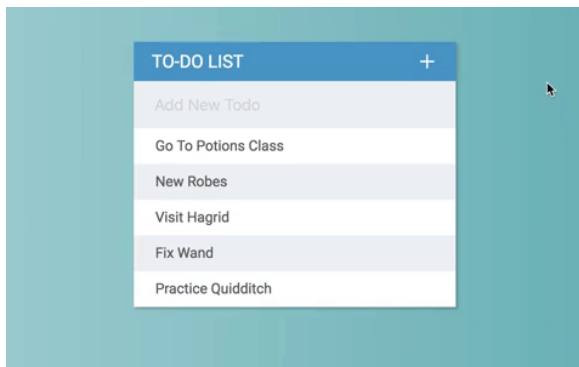 TO-DO LIST +
Add New Todo
Go To Potions Class
New Robes
Visit Hagrid
Fix Wand
Practice Quidditch